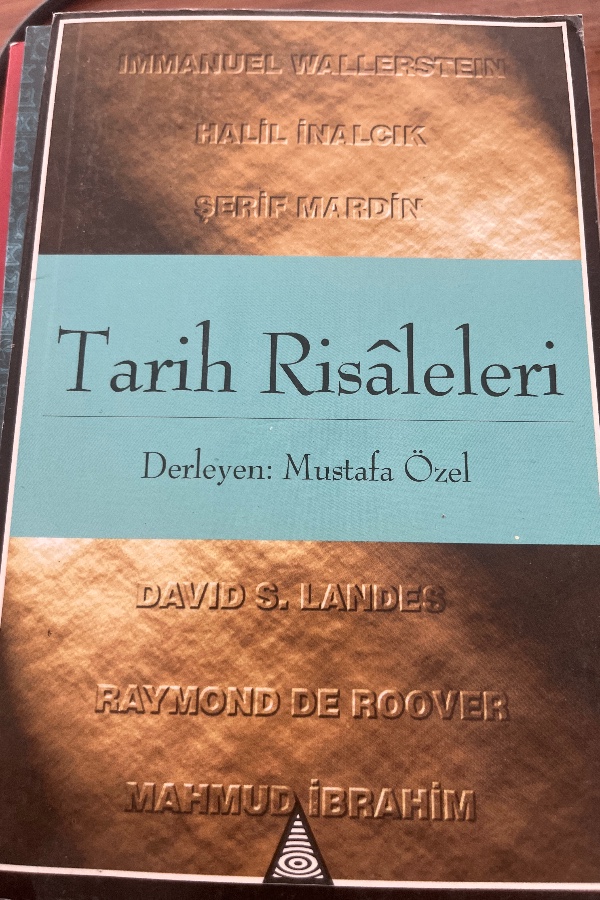 IMMANUEL WALLERSTEIN
HALİL İNALCIK
ŞERİF MARDİN
Tarih Risâleleri
Derleyen: Mustafa Özel
DAVID S. LANDES
RAYMOND DE ROOVER
MAHMUD İBRAHİM